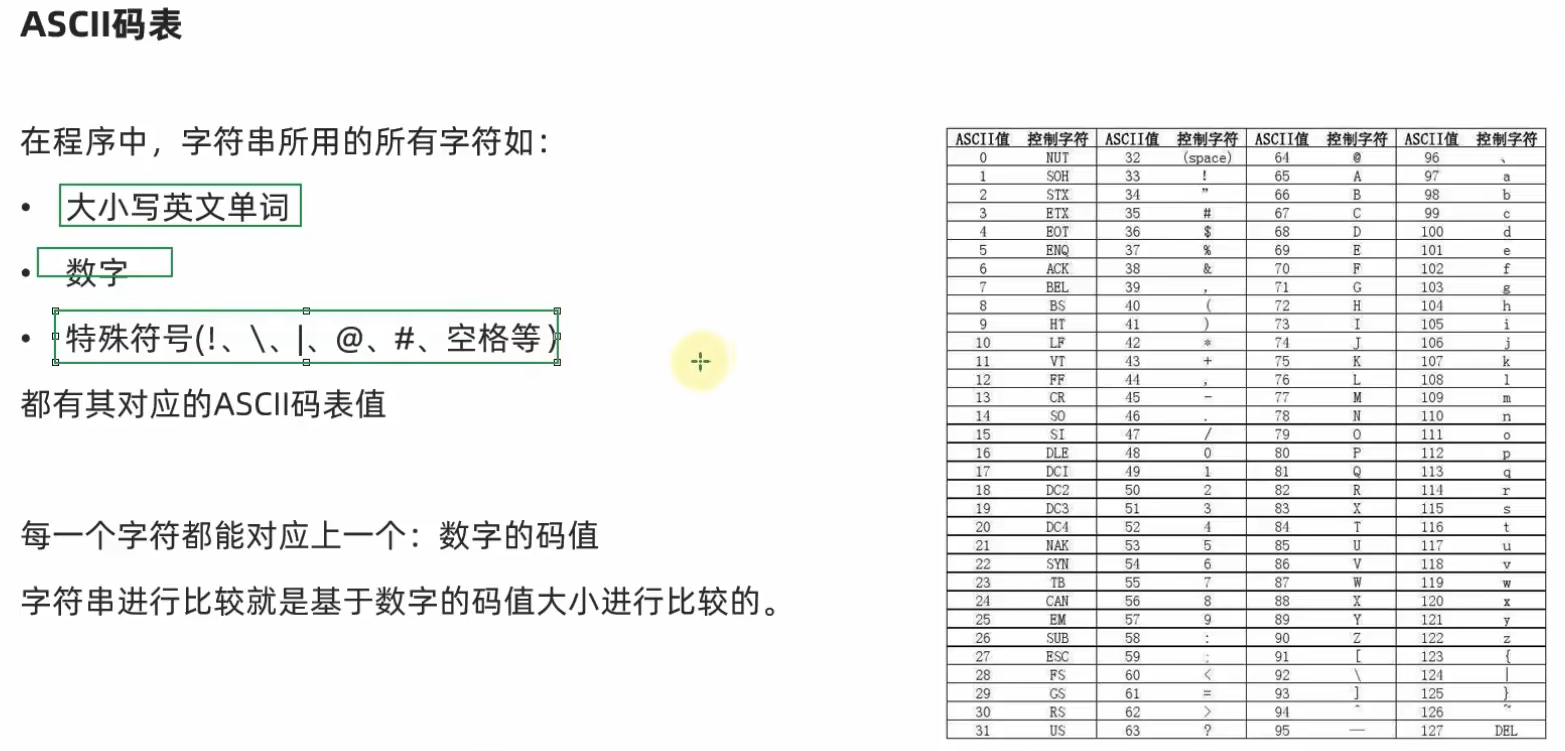 ASCII码表
在程序中，字符串所用的所有字符如：
• 大小写英文单词
• 数字
• 特殊符号(!、\、|、@、#、空格等)
都有其对应的ASCII码表值
每一个字符都能对应上一个：数字的码值
字符串进行比较就是基于数字的码值大小进行比较的。
ASCII值 控制字符 ASCII值 控制字符 ASCII值 控制字符 ASCII值 控制字符
0 NUT 32 (space) 64 @ 96 、
1 SOH 33 ! 65 A 97 a
2 STX 34 ” 66 B 98 b
3 ETX 35 # 67 C 99 c
4 EOT 36 $ 68 D 100 d
5 ENQ 37 % 69 E 101 e
6 ACK 38 & 70 F 102 f
7 BEL 39 , 71 G 103 g
8 BS 40 ( 72 H 104 h
9 HT 41 ) 73 I 105 i
10 LF 42 * 74 J 106 j
11 VT 43 + 75 K 107 k
12 FF 44 , 76 L 108 l
13 CR 45 - 77 M 109 m
14 SO 46 . 78 N 110 n
15 SI 47 / 79 O 111 o
16 DLE 48 0 80 P 112 p
17 DCI 49 1 81 Q 113 q
18 DC2 50 2 82 R 114 r
19 DC3 51 3 83 X 115 s
20 DC4 52 4 84 T 116 t
21 NAK 53 5 85 U 117 u
22 SYN 54 6 86 V 118 v
23 TB 55 7 87 W 119 w
24 CAN 56 8 88 X 120 x
25 EM 57 9 89 Y 121 y
26 SUB 58 : 90 Z 122 z
27 ESC 59 ; 91 [ 123 {
28 FS 60 < 92 \ 124 |
29 GS 61 = 93 ] 125 }
30 RS 62 > 94 ^ 126 ~
31 US 63 ? 95 — 127 DEL